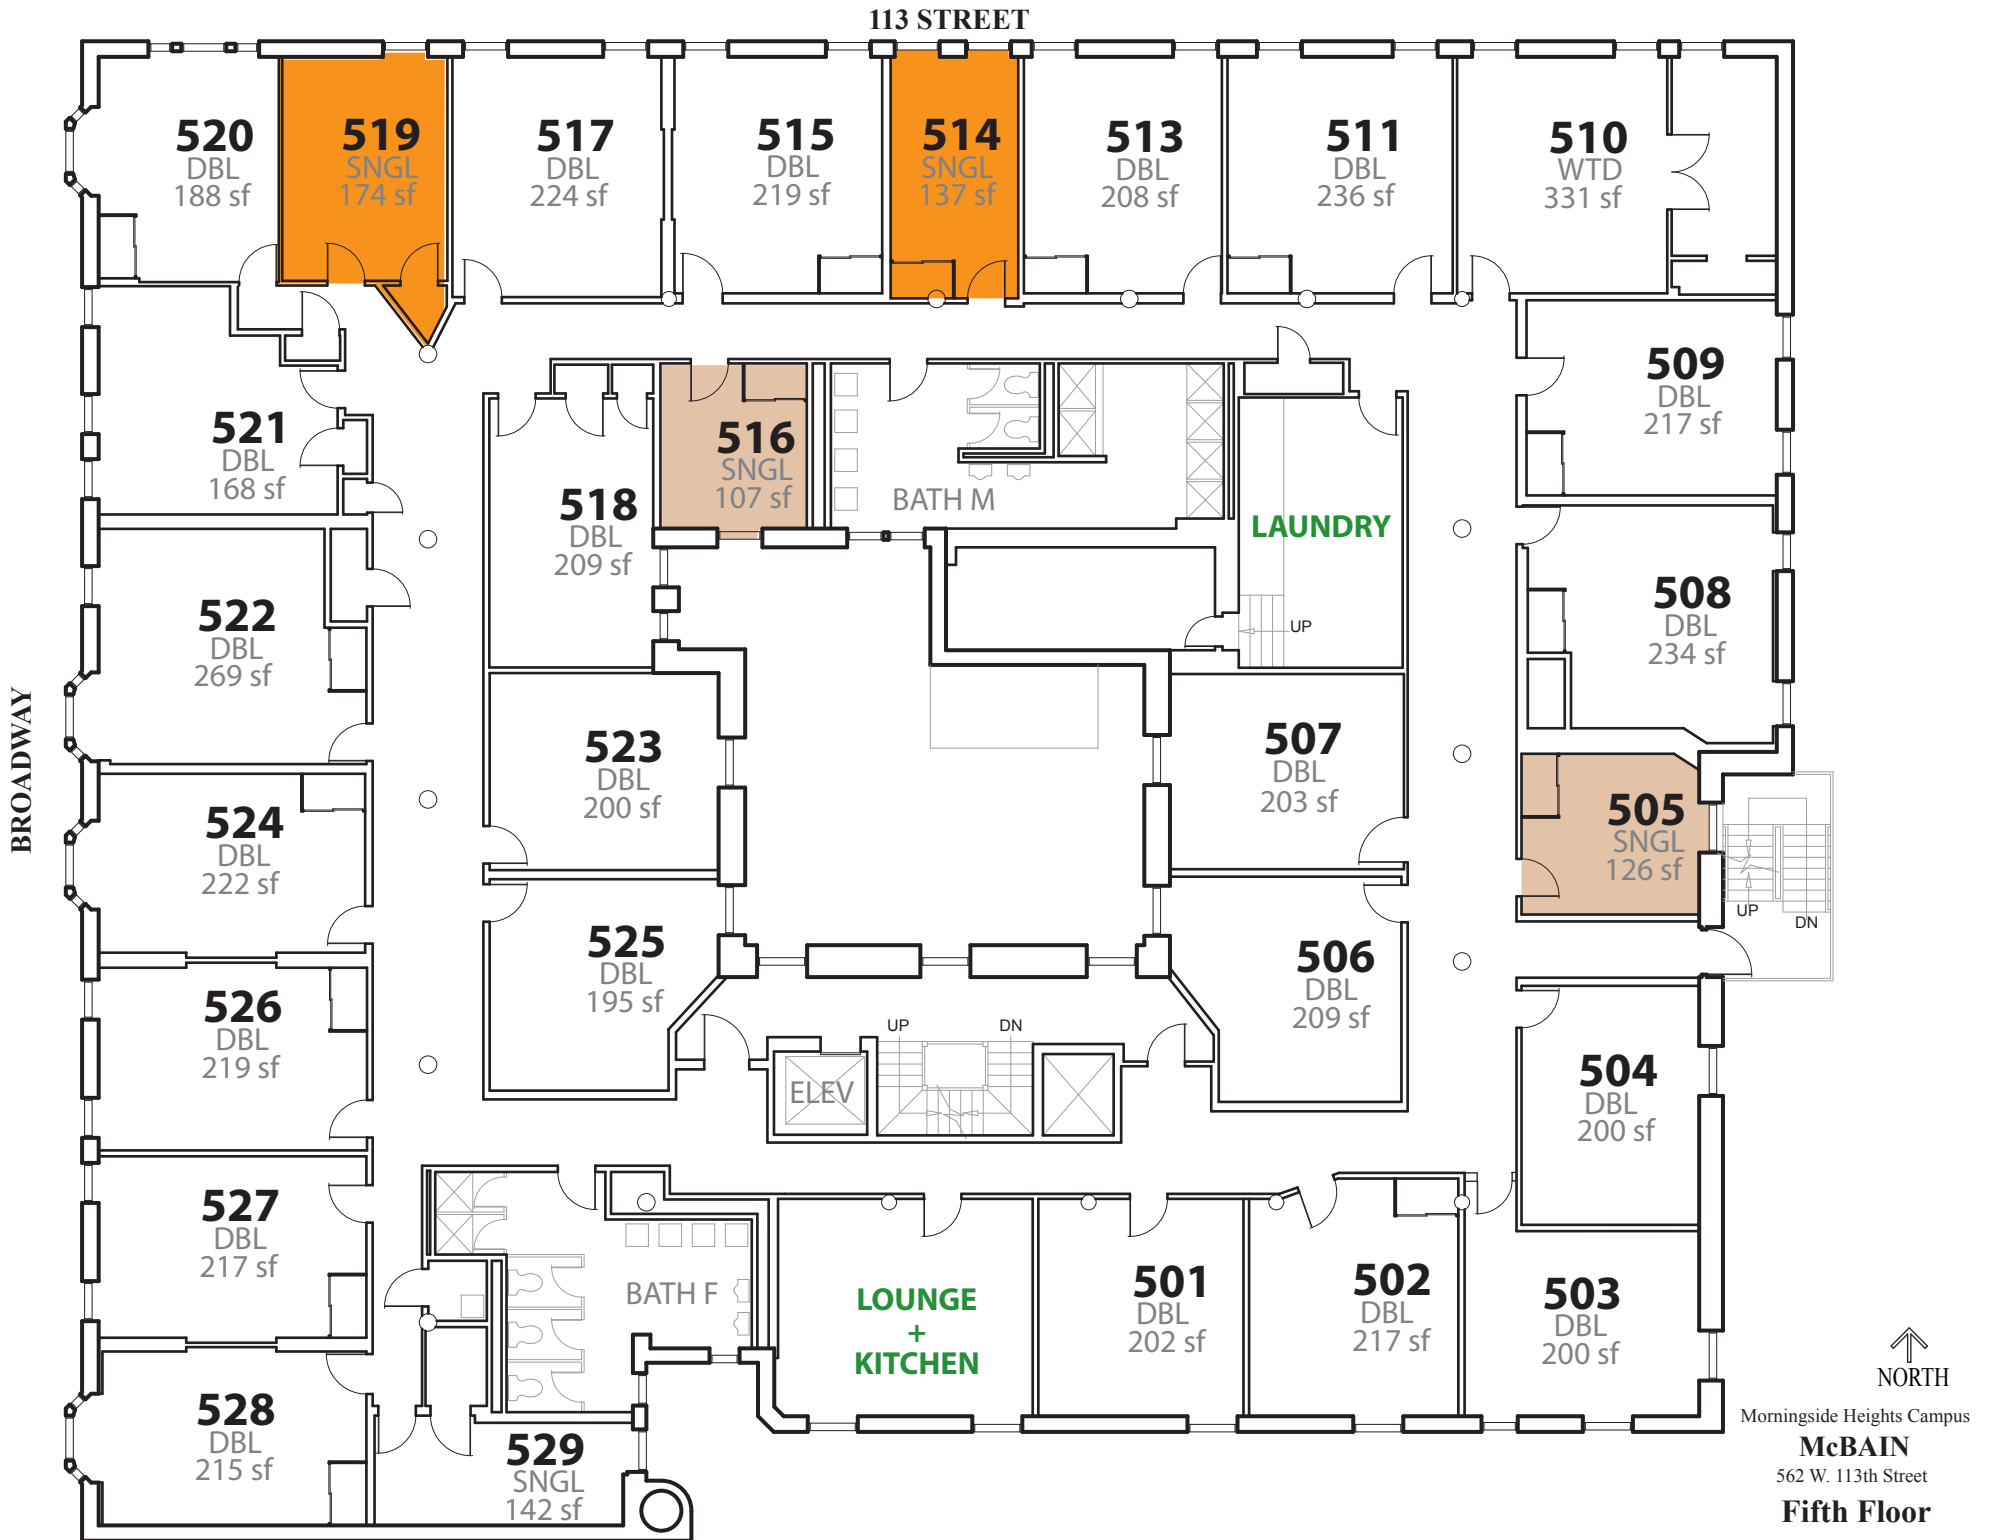 113 STREET
520
DBL
188 sf
519
SNGL
174 sf
517
DBL
224 sf
515
DBL
219 sf
514
SNGL
137 sf
513
DBL
208 sf
511
DBL
236 sf
510
WTD
331 sf
509
DBL
217 sf
521
DBL
168 sf
516
SNGL
107 sf
518
DBL
209 sf
BATH M
LAUNDRY
UP
508
DBL
234 sf
522
DBL
269 sf
BROADWAY
523
DBL
200 sf
507
DBL
203 sf
505
SNGL
126 sf
UP
DN
524
DBL
222 sf
525
DBL
195 sf
506
DBL
209 sf
526
DBL
219 sf
UP
DN
ELEV
504
DBL
200 sf
527
DBL
217 sf
BATH F
LOUNGE
+
KITCHEN
501
DBL
202 sf
502
DBL
217 sf
503
DBL
200 sf
528
DBL
215 sf
529
SNGL
142 sf
NORTH
Morningside Heights Campus
McBAIN
562 W. 113th Street
Fifth Floor